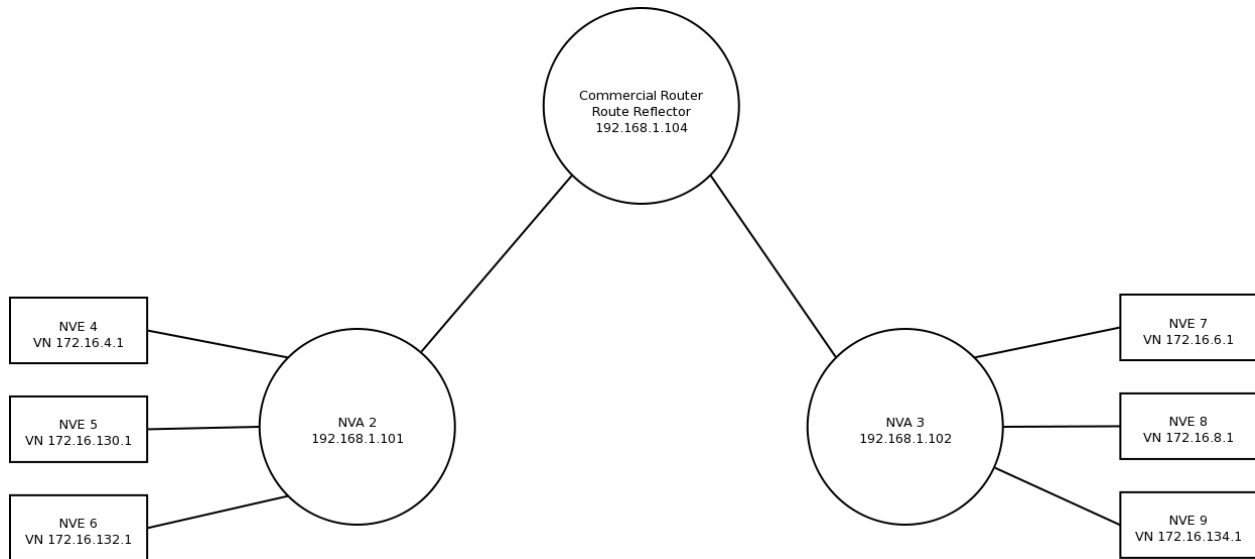 Commercial Router
Route Reflector
192.168.1.104
NVE 4
VN 172.16.4.1
NVE 5
VN 172.16.130.1
NVE 6
VN 172.16.132.1
NVA 2
192.168.1.101
NVA 3
192.168.1.102
NVE 7
VN 172.16.6.1
NVE 8
VN 172.16.8.1
NVE 9
VN 172.16.134.1